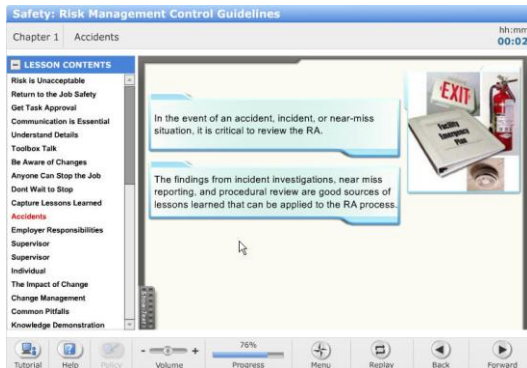 Safety: Risk Management Control Guidelines
Chapter 1 Accidents
hh:mm
00:02
LESSON CONTENTS
Risk is Unacceptable
Return to the Job Safety
Get Task Approval
Communication is Essential
Understand Details
Toolbox Talk
Be Aware of Changes
Anyone Can Stop the Job
Dont Wait to Stop
Capture Lessons Learned
Accidents
Employer Responsibilities
Supervisor
Supervisor
Individual
The Impact of Change
Change Management
Common Pitfalls
Knowledge Demonstration
In the event of an accident, incident, or near-miss
situation, it is critical to review the RA.
The findings from incident investigations, near miss
reporting, and procedural review are good sources of
lessons learned that can be applied to the RA process.
EXIT
Facility
Emergency
Plan
Tutorial
Help
Policy
- +
Volume
76%
Progress
Menu
Replay
Back
Forward